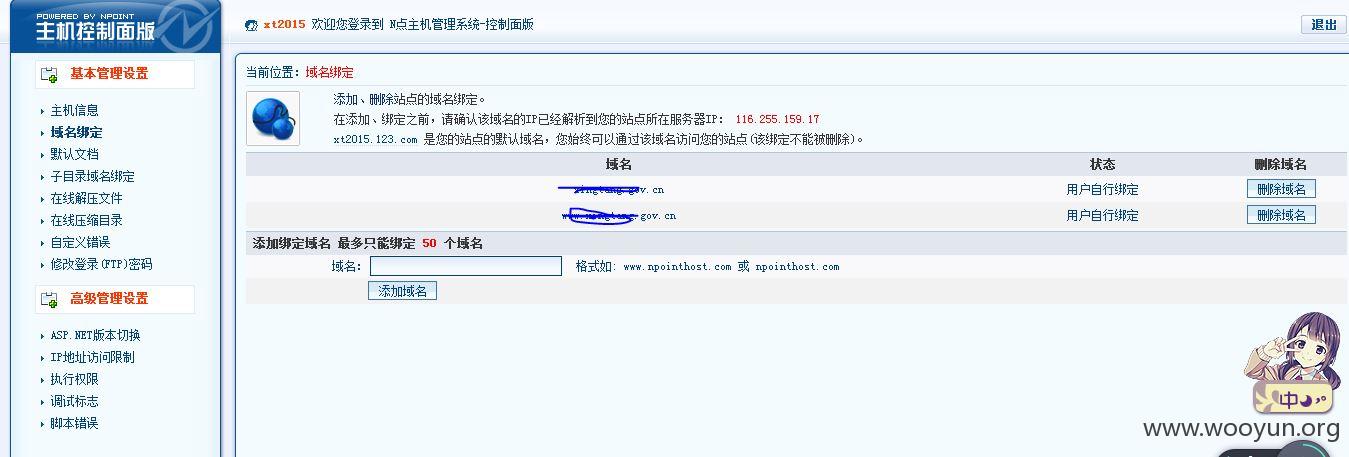 POWERED BY NPOINT
主机控制面版
xt2015 欢迎您登录到 N点主机管理系统-控制面版
退出
基本管理设置
主机信息
域名绑定
默认文档
子目录域名绑定
在线解压文件
在线压缩目录
自定义错误
修改登录(FTP)密码
高级管理设置
ASP.NET版本切换
IP地址访问限制
执行权限
调试标志
脚本错误
当前位置：域名绑定
添加、删除站点的域名绑定。
在添加、绑定之前，请确认该域名的IP已经解析到您的站点所在服务器IP： 116.255.159.17
xt2015.123.com 是您的站点的默认域名，您始终可以通过该域名访问您的站点(该绑定不能被删除)。
域名 状态 删除域名
.gov.cn 用户自行绑定 删除域名
www. .gov.cn 用户自行绑定 删除域名
添加绑定域名 最多只能绑定 50 个域名
域名： 格式如: www.npointhost.com 或 npointhost.com
添加域名
中
www.wooyun.org